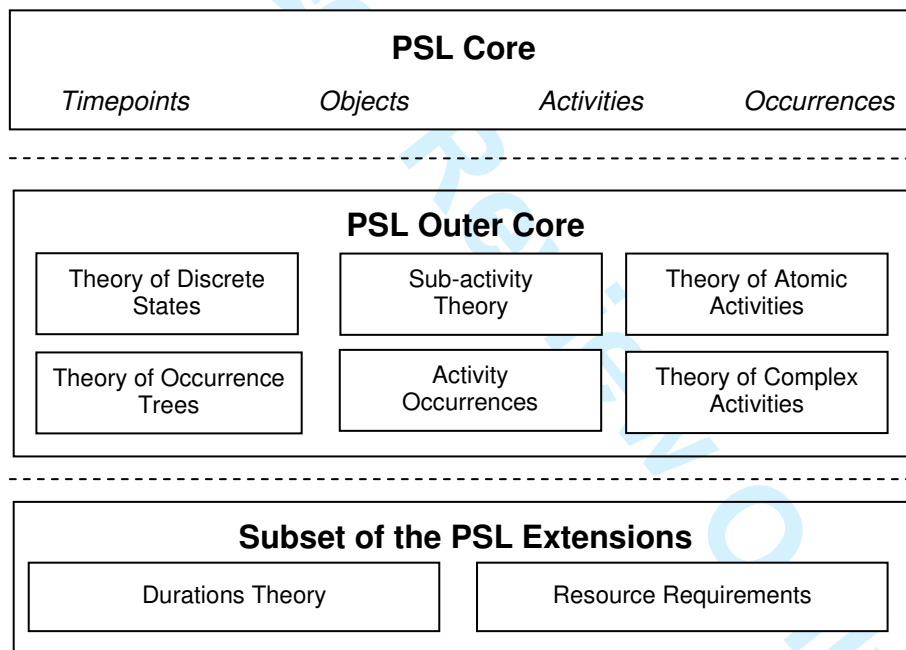 PSL Core
Timepoints Objects Activities Occurrences
PSL Outer Core
Theory of Discrete
States
Sub-activity
Theory
Theory of Atomic
Activities
Theory of Occurrence
Trees
Activity
Occurrences
Theory of Complex
Activities
Subset of the PSL Extensions
Durations Theory
Resource Requirements
Review O